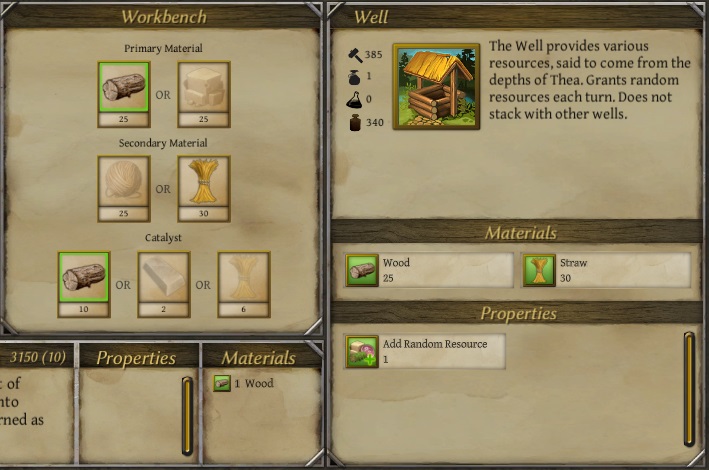 Workbench
Primary Material
OR
25
25
Secondary Material
OR
25
30
Catalyst
OR
OR
10
2
6
3150 (10)
t of
nto
rned as
Properties
Materials
1 Wood
Well
385
1
0
340
The Well provides various
resources, said to come from the
depths of Thea. Grants random
resources each turn. Does not
stack with other wells.
Materials
Wood
25
Straw
30
Properties
Add Random Resource
1